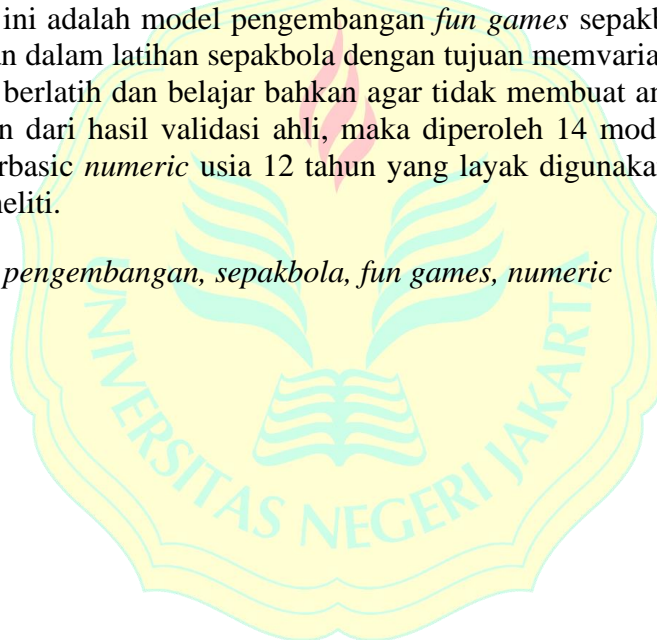 ini adalah model pengembangan fun games sepakb
n dalam latihan sepakbola dengan tujuan memvaria
berlatih dan belajar bahkan agar tidak membuat an
n dari hasil validasi ahli, maka diperoleh 14 mod
rbasic numeric usia 12 tahun yang layak digunaka
neliti.
pengembangan, sepakbola, fun games, numeric
UNIVERSITAS NEGERI JAKARTA